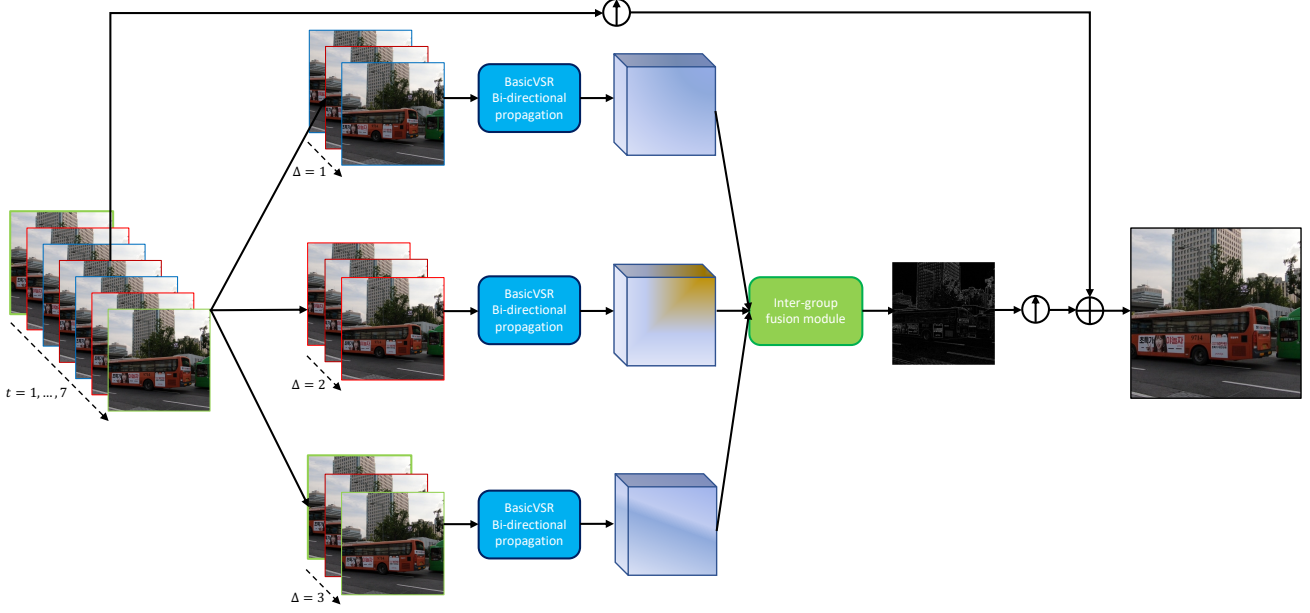 BasicVSR
Bi-directional
propagation
Δ = 1
t = 1, … , 7
BasicVSR
Bi-directional
propagation
Δ = 2
Inter-group
fusion module
BasicVSR
Bi-directional
propagation
Δ = 3